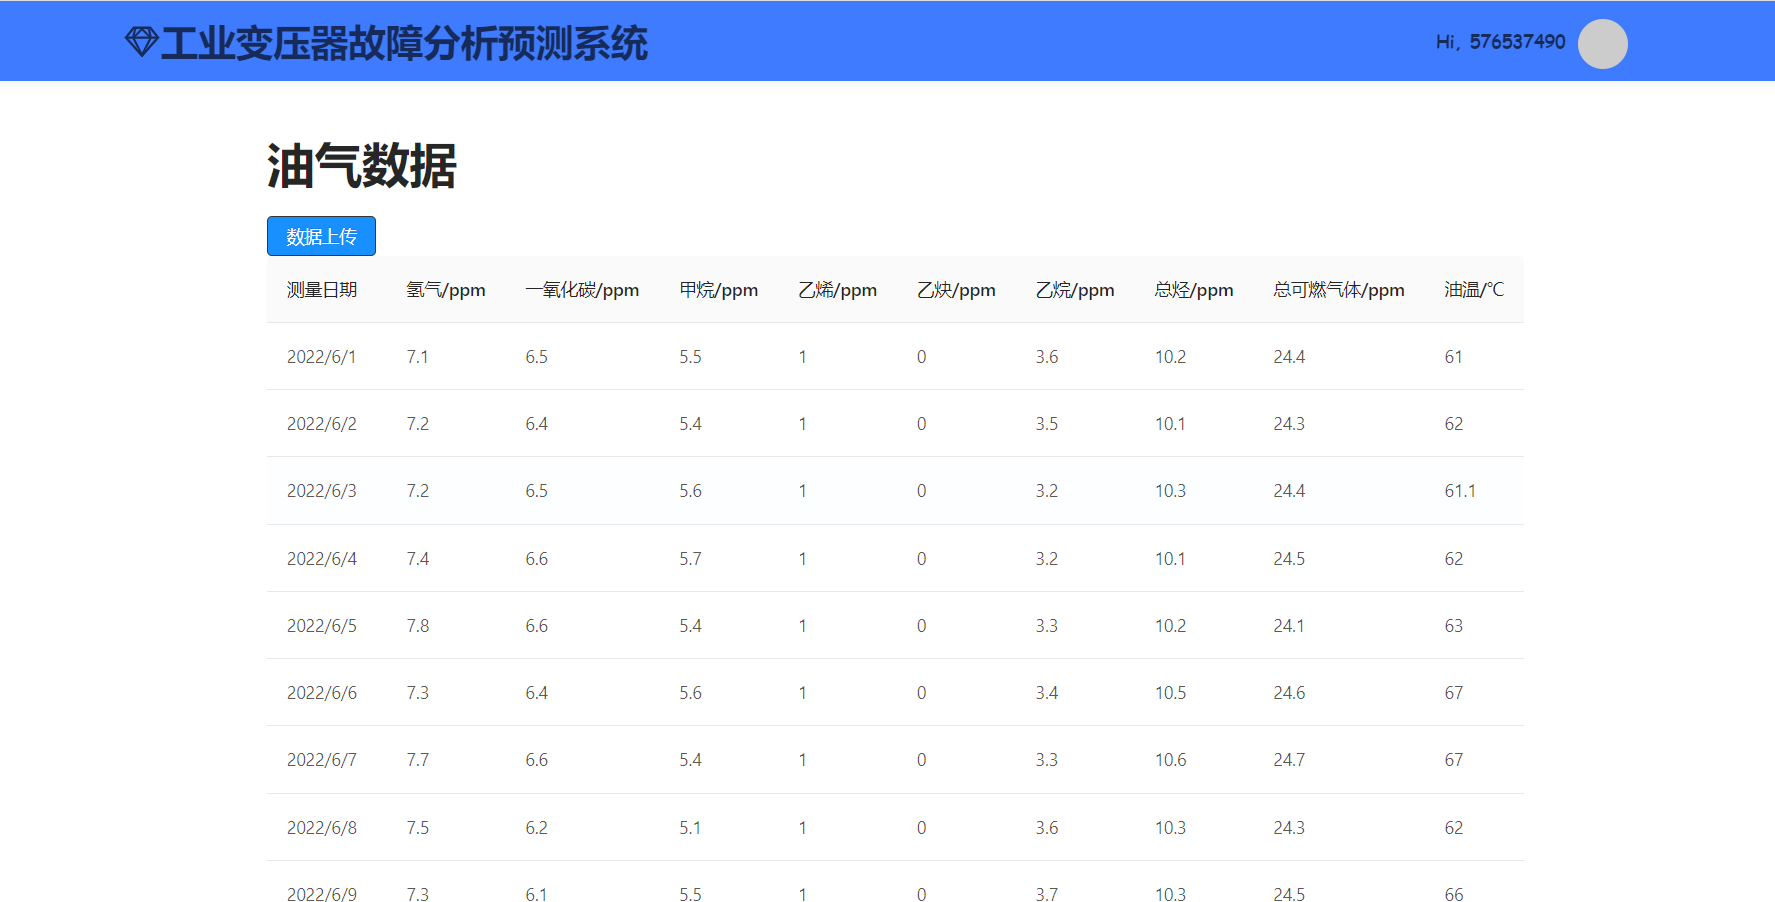 工业变压器故障分析预测系统 Hi, 576537490
油气数据
数据上传
测量日期 氢气/ppm 一氧化碳/ppm 甲烷/ppm 乙烯/ppm 乙炔/ppm 乙烷/ppm 总烃/ppm 总可燃气体/ppm 油温/℃
2022/6/1 7.1 6.5 5.5 1 0 3.6 10.2 24.4 61
2022/6/2 7.2 6.4 5.4 1 0 3.5 10.1 24.3 62
2022/6/3 7.2 6.5 5.6 1 0 3.2 10.3 24.4 61.1
2022/6/4 7.4 6.6 5.7 1 0 3.2 10.1 24.5 62
2022/6/5 7.8 6.6 5.4 1 0 3.3 10.2 24.1 63
2022/6/6 7.3 6.4 5.6 1 0 3.4 10.5 24.6 67
2022/6/7 7.7 6.6 5.4 1 0 3.3 10.6 24.7 67
2022/6/8 7.5 6.2 5.1 1 0 3.6 10.3 24.3 62
2022/6/9 7.3 6.1 5.5 1 0 3.7 10.3 24.5 66